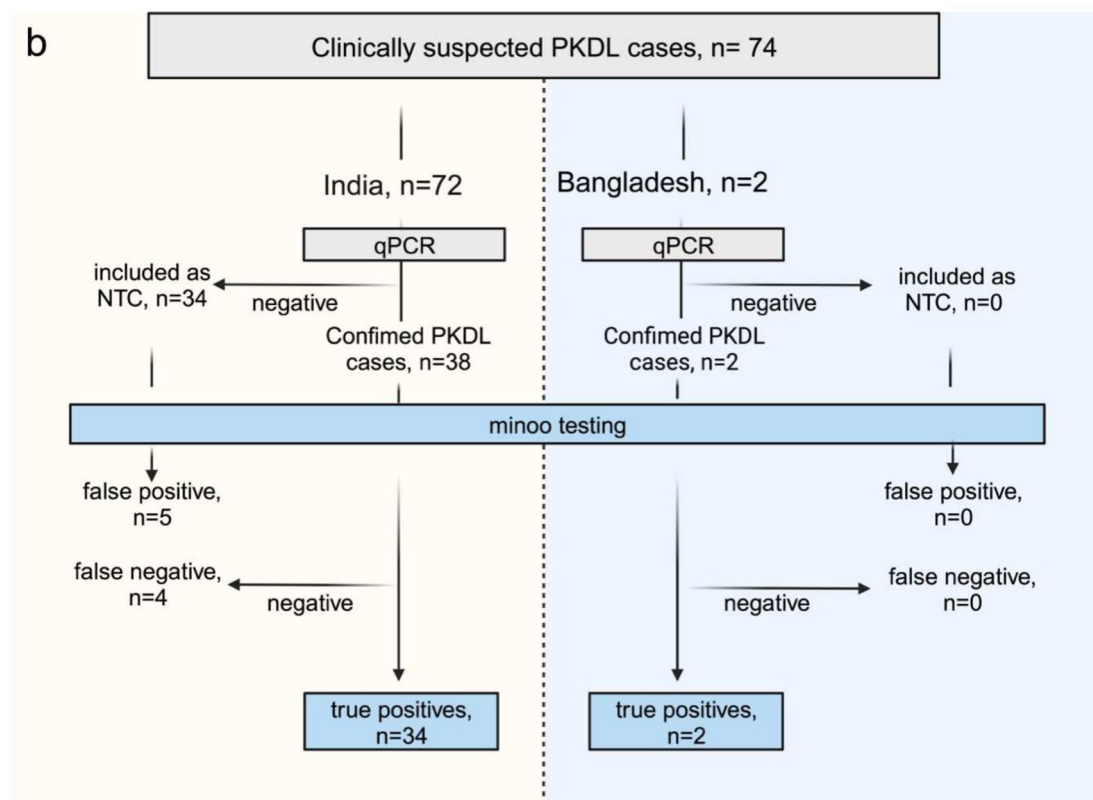 b
Clinically suspected PKDL cases, n= 74
India, n=72
Bangladesh, n=2
qPCR
qPCR
included as
NTC, n=34
negative
negative
included as
NTC, n=0
Confimed PKDL
cases, n=38
Confimed PKDL
cases, n=2
minoo testing
false positive,
n=5
false positive,
n=0
false negative,
n=4
negative
negative
false negative,
n=0
true positives,
n=34
true positives,
n=2